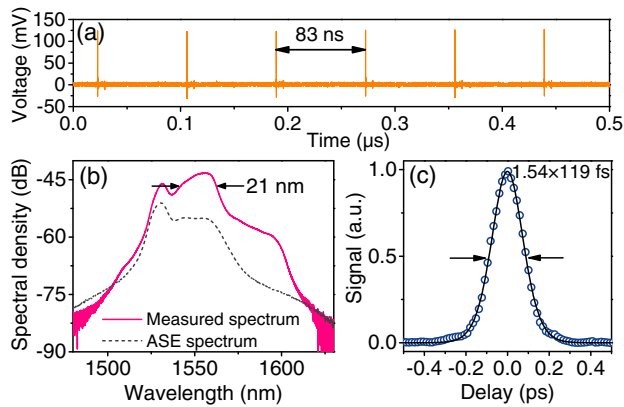 (a)
83 ns
Voltage (mV)
150
100
50
0
-50
0.0 0.1 0.2 0.3 0.4 0.5
Time (μs)
(b)
21 nm
Spectral density (dB)
-45
-60
-75
-90
Measured spectrum
ASE spectrum
1500 1550 1600
Wavelength (nm)
(c)
1.54×119 fs
Signal (a.u.)
1.0
0.5
0.0
-0.4 -0.2 0.0 0.2 0.4
Delay (ps)